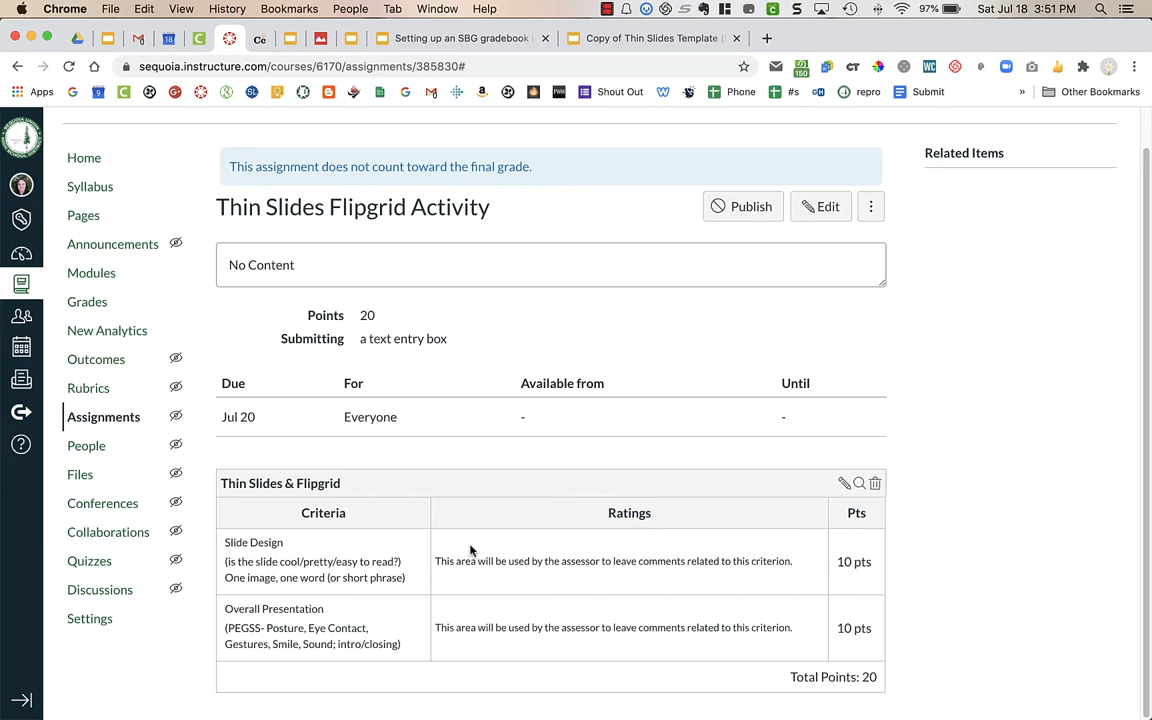 Chrome File Edit View History Bookmarks People Tab Window Help 97% Sat Jul 18 3:51 PM
Setting up an SBG gradebook Copy of Thin Slides Template
sequoia.instructure.com/courses/6170/assignments/385830#
150 CT WC
Apps Shout Out Phone #s repro Submit » Other Bookmarks
This assignment does not count toward the final grade.
Thin Slides Flipgrid Activity
Publish Edit
Related Items
Home
Syllabus
Pages
Announcements
Modules
Grades
New Analytics
Outcomes
Rubrics
Assignments
People
Files
Conferences
Collaborations
Quizzes
Discussions
Settings
No Content
Points 20
Submitting a text entry box
Due For Available from Until
Jul 20 Everyone - -
Thin Slides & Flipgrid
Criteria Ratings Pts
Slide Design
(is the slide cool/pretty/easy to read?)
One image, one word (or short phrase)
This area will be used by the assessor to leave comments related to this criterion.
10 pts
Overall Presentation
(PEGSS- Posture, Eye Contact,
Gestures, Smile, Sound; intro/closing)
This area will be used by the assessor to leave comments related to this criterion.
10 pts
Total Points: 20